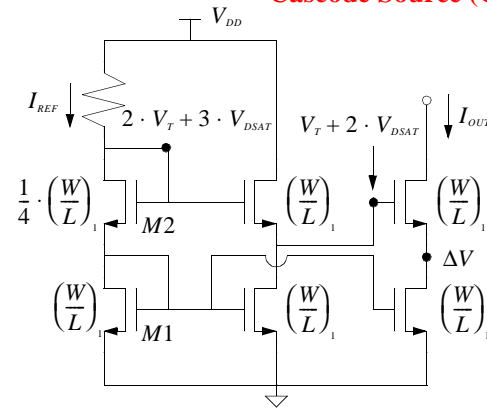 Cascode Source (
V_DD
I_REF
2 · V_T + 3 · V_DSAT
V_T + 2 · V_DSAT
I_OUT
1/4 · (W/L)_1
M2
(W/L)_1
(W/L)_1
ΔV
(W/L)_1
M1
(W/L)_1
(W/L)_1